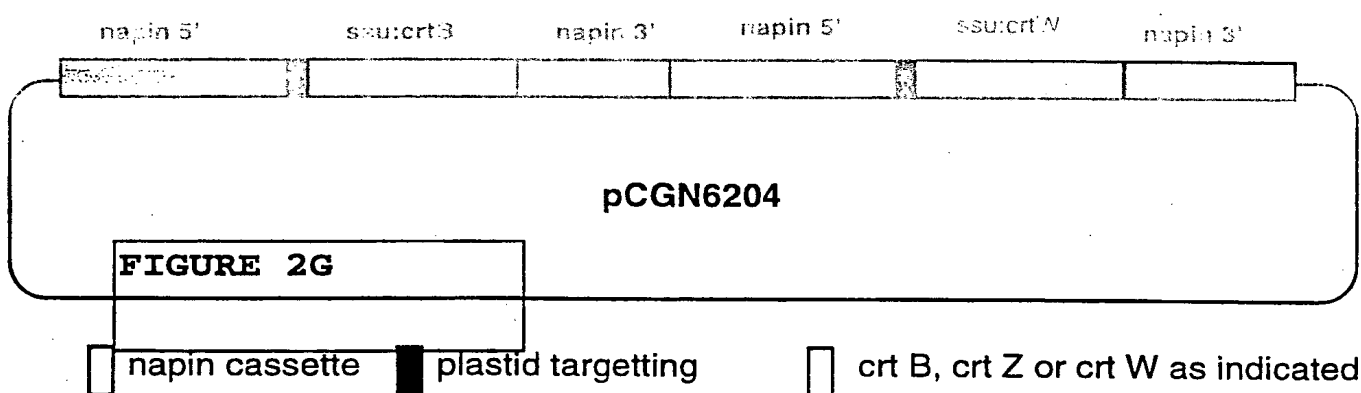 napin 5' ssu:crtB napin 3' napin 5' ssu:crtW napin 3'
pCGN6204
FIGURE 2G
napin cassette plastid targetting crt B, crt Z or crt W as indicated